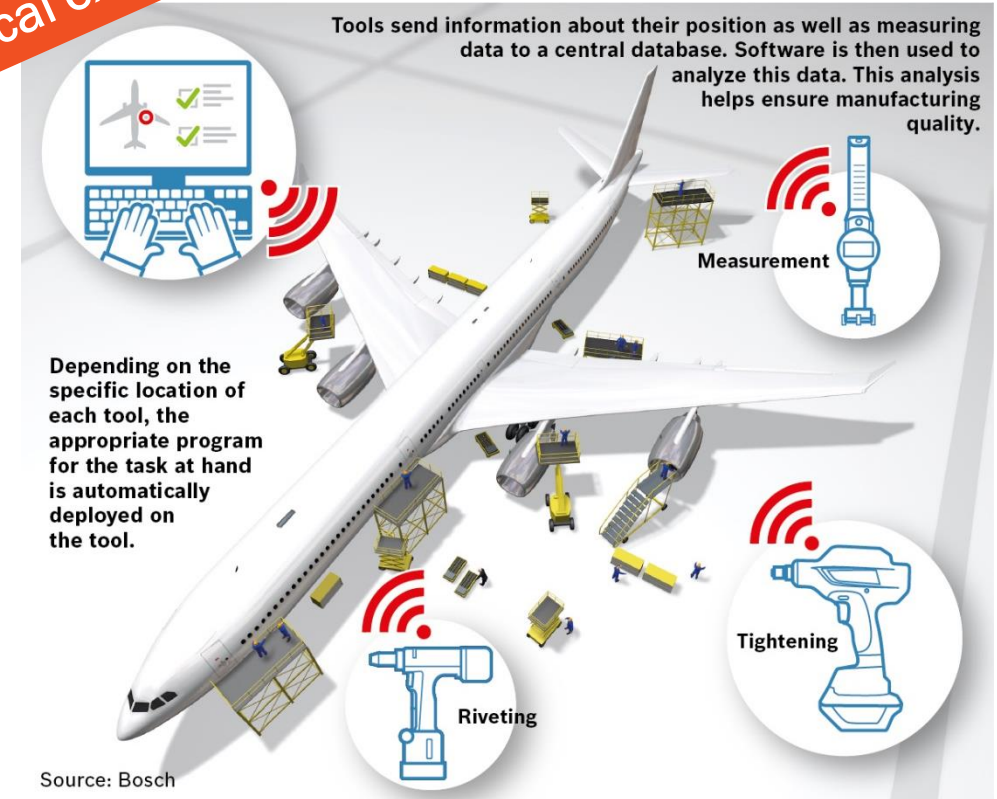 Tools send information about their position as well as measuring
data to a central database. Software is then used to
analyze this data. This analysis
helps ensure manufacturing
quality.
Measurement
Depending on the
specific location of
each tool, the
appropriate program
for the task at hand
is automatically
deployed on
the tool.
Tightening
Riveting
Source: Bosch